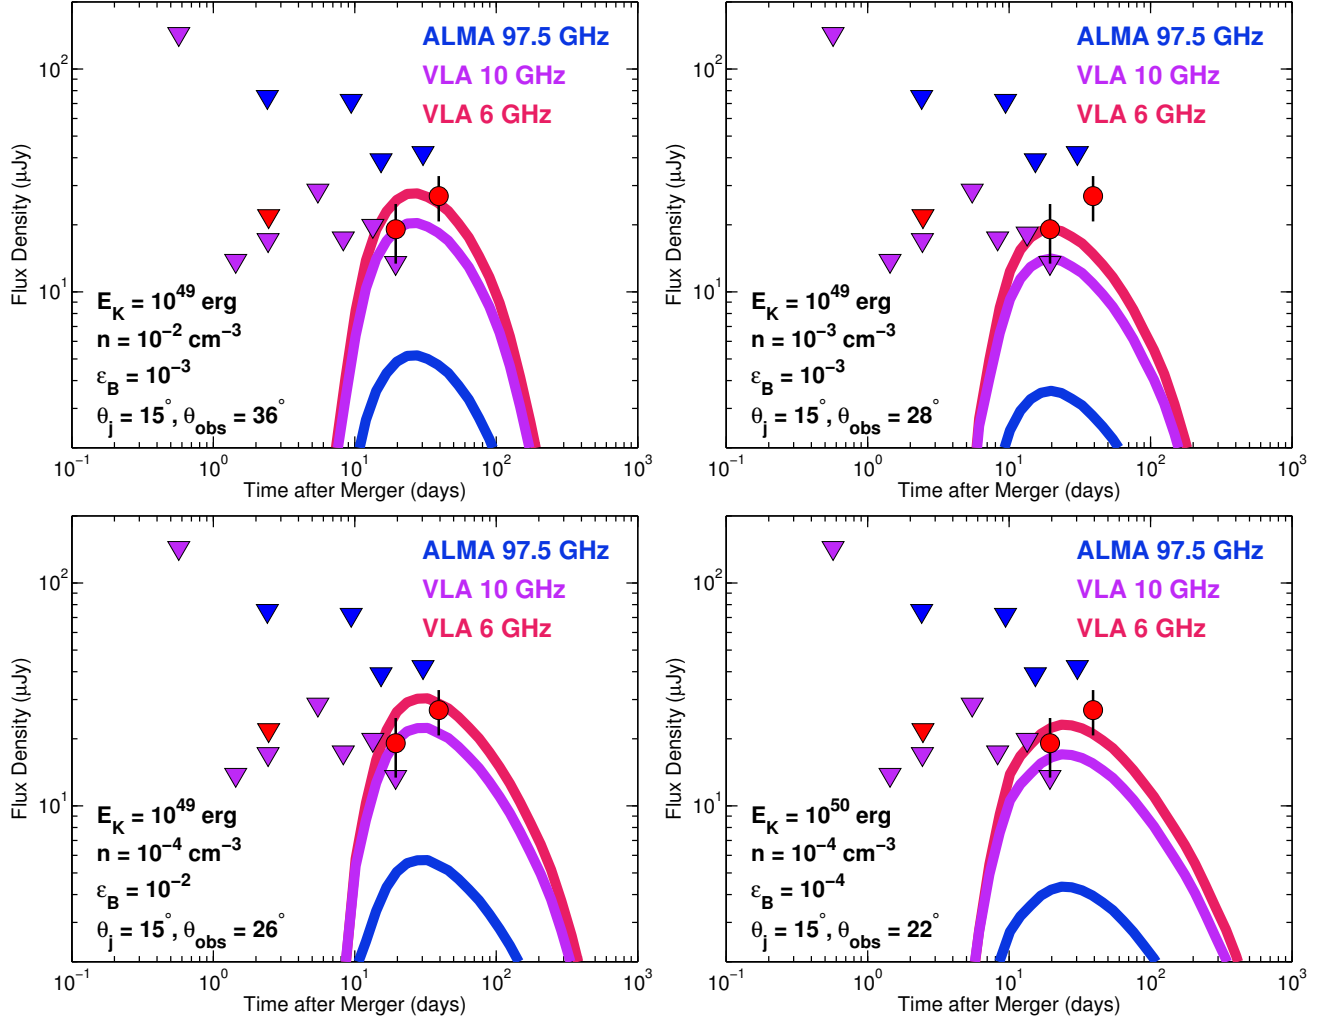 ALMA 97.5 GHz
VLA 10 GHz
VLA 6 GHz
E_K = 10^49 erg
n = 10^−2 cm^−3
ε_B = 10^−3
θ_j = 15°, θ_obs = 36°
Flux Density (μJy)
10^2
10^1
10^−1 10^0 10^1 10^2 10^3
Time after Merger (days)
ALMA 97.5 GHz
VLA 10 GHz
VLA 6 GHz
E_K = 10^49 erg
n = 10^−3 cm^−3
ε_B = 10^−3
θ_j = 15°, θ_obs = 28°
Flux Density (μJy)
10^2
10^1
10^−1 10^0 10^1 10^2 10^3
Time after Merger (days)
ALMA 97.5 GHz
VLA 10 GHz
VLA 6 GHz
E_K = 10^49 erg
n = 10^−4 cm^−3
ε_B = 10^−2
θ_j = 15°, θ_obs = 26°
Flux Density (μJy)
10^2
10^1
10^−1 10^0 10^1 10^2 10^3
Time after Merger (days)
ALMA 97.5 GHz
VLA 10 GHz
VLA 6 GHz
E_K = 10^50 erg
n = 10^−4 cm^−3
ε_B = 10^−4
θ_j = 15°, θ_obs = 22°
Flux Density (μJy)
10^2
10^1
10^−1 10^0 10^1 10^2 10^3
Time after Merger (days)